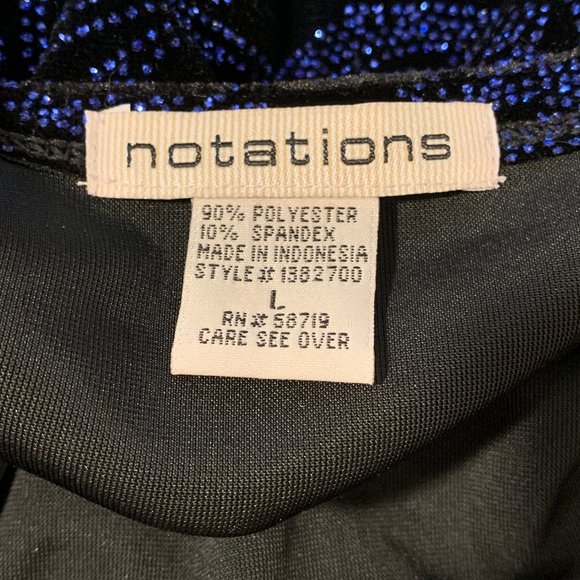 notations
90% POLYESTER
10% SPANDEX
MADE IN INDONESIA
STYLE# 1382700
L
RN# 58719
CARE SEE OVER